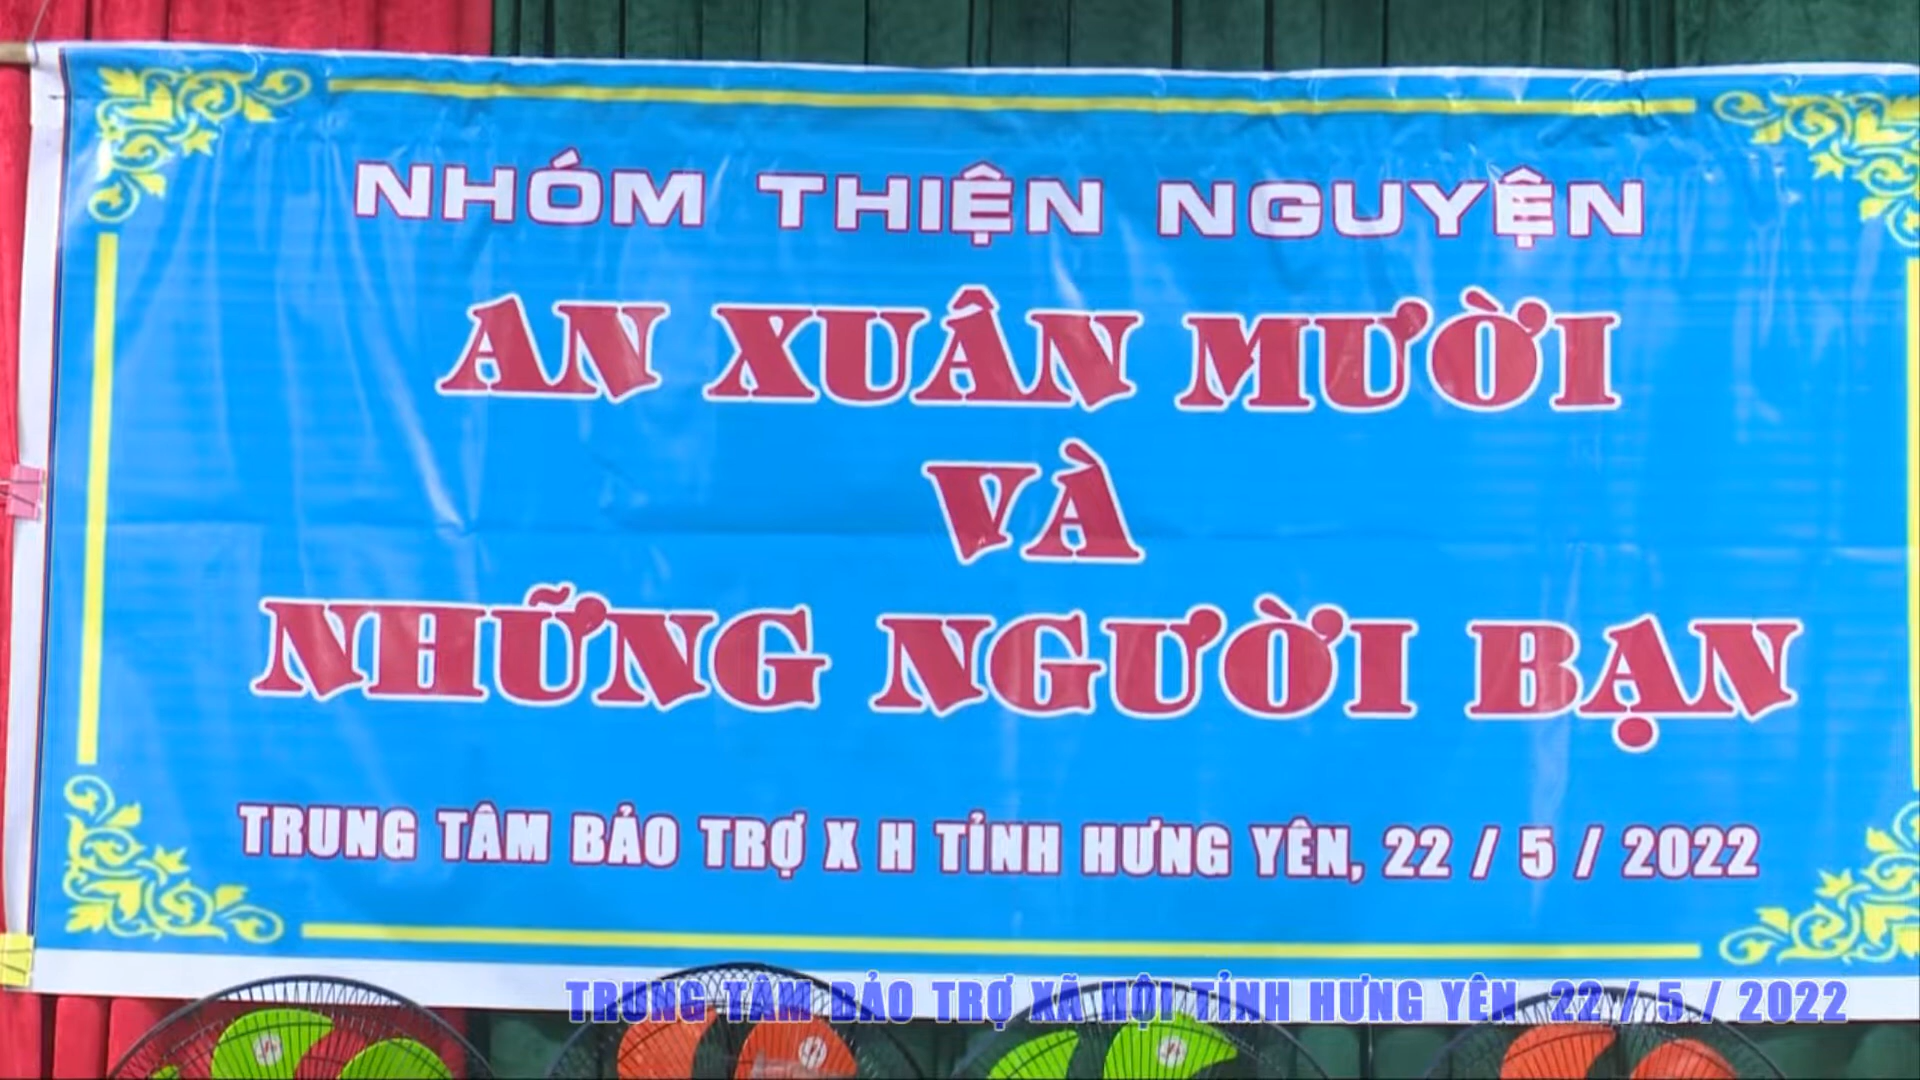 NHÓM THIỆN NGUYỆN
AN XUÂN MƯỜI
VÀ
NHỮNG NGƯỜI BẠN
TRUNG TÂM BẢO TRỢ X H TỈNH HƯNG YÊN, 22 / 5 / 2022
TRUNG TÂM BẢO TRỢ XÃ HỘI TỈNH HƯNG YÊN 22 / 5 / 2022